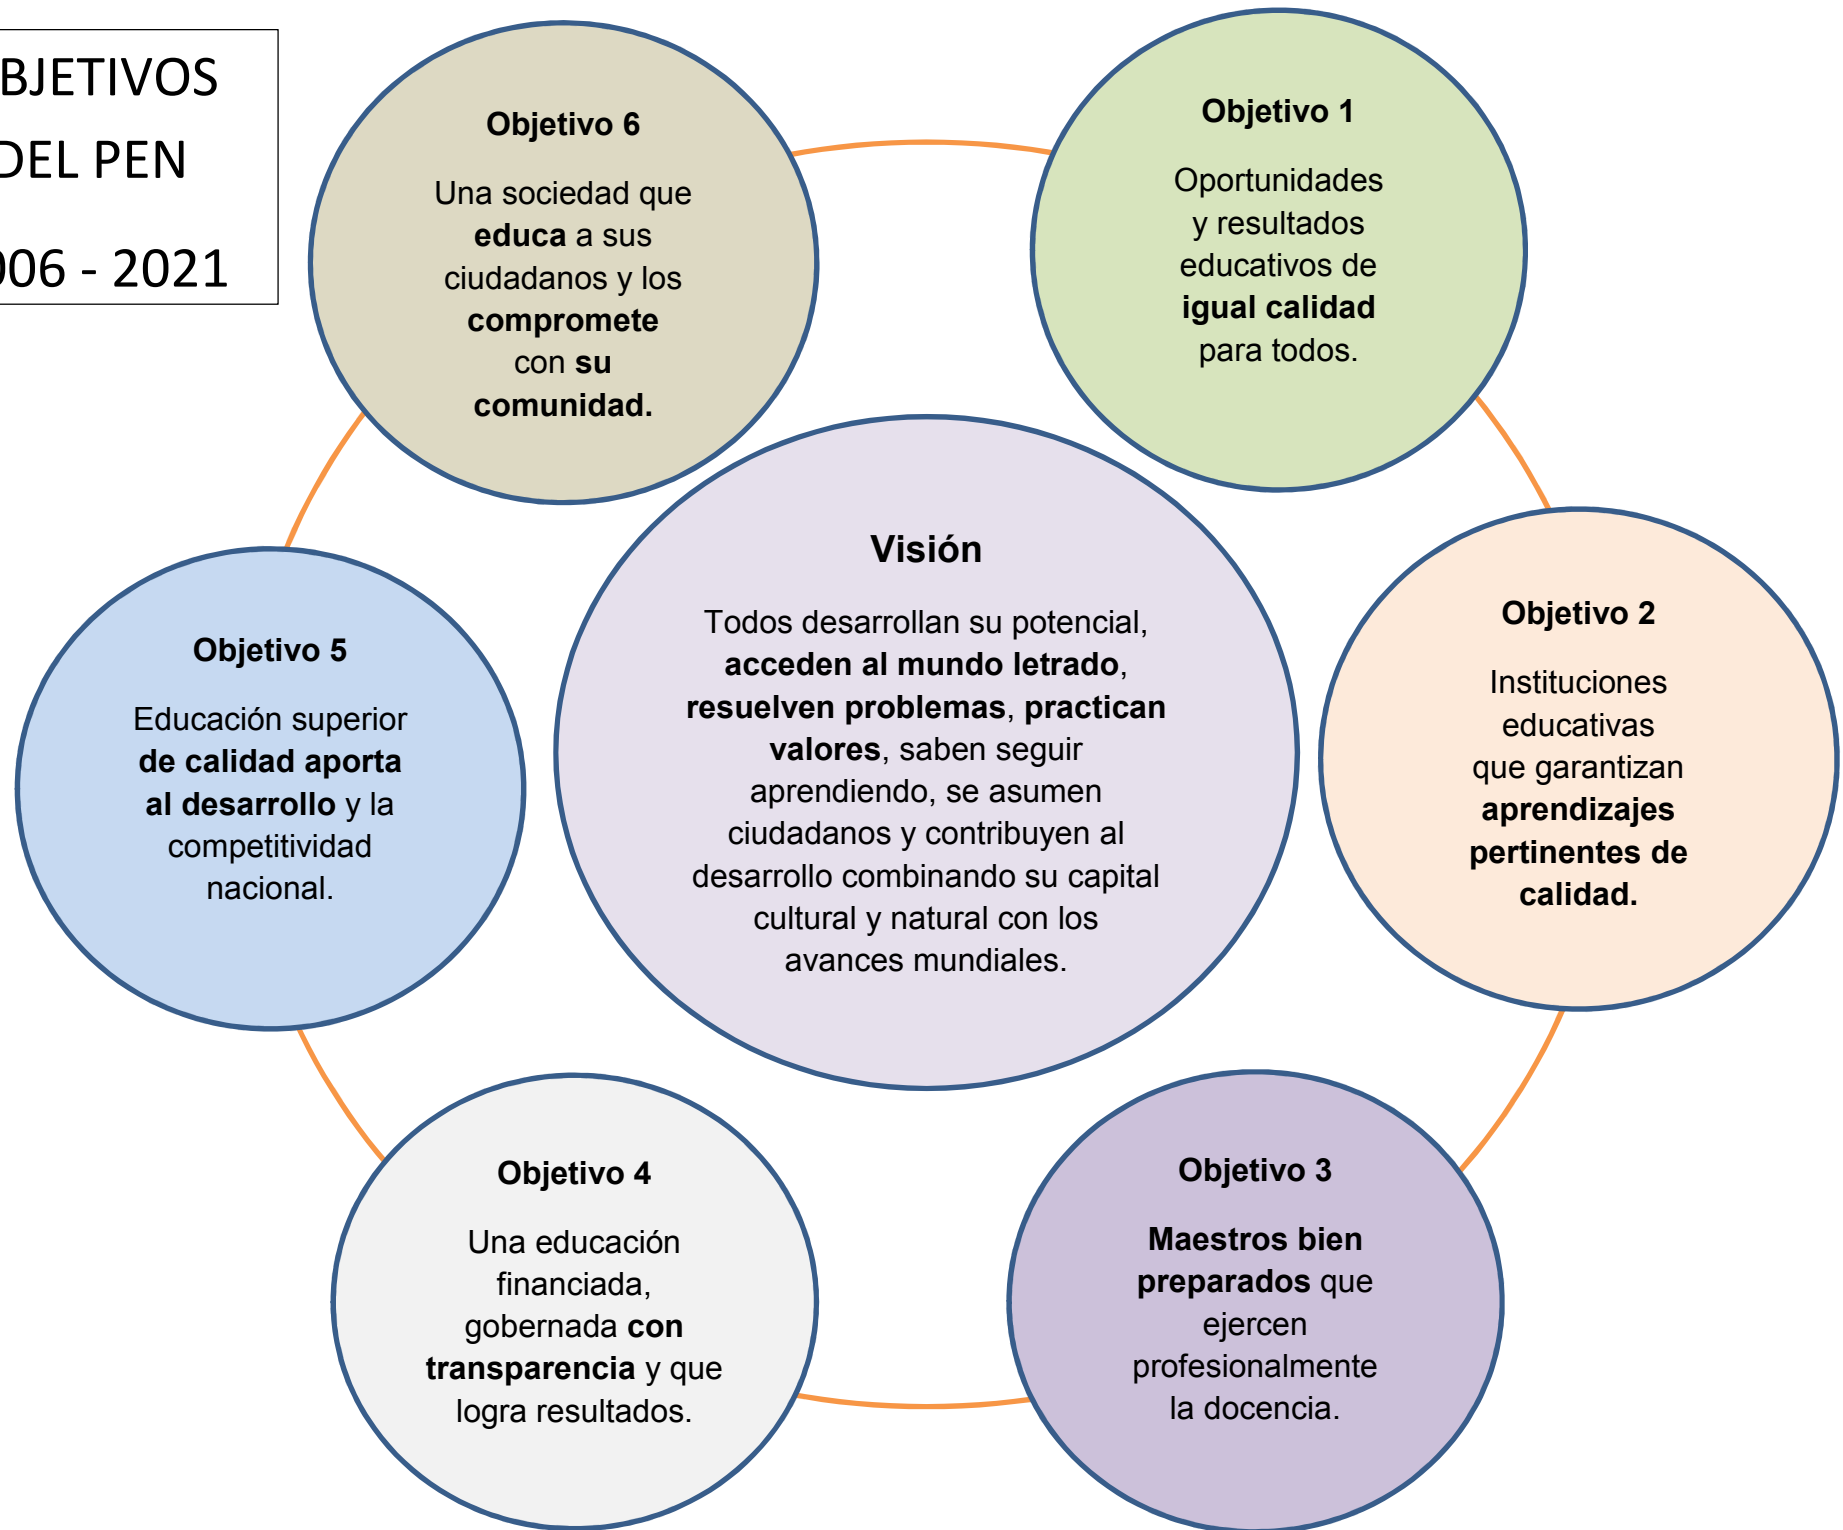 BJETIVOS
DEL PEN
006 - 2021
Objetivo 6
Una sociedad que
educa a sus
ciudadanos y los
compromete
con su
comunidad.
Objetivo 1
Oportunidades
y resultados
educativos de
igual calidad
para todos.
Visión
Todos desarrollan su potencial,
acceden al mundo letrado,
resuelven problemas, practican
valores, saben seguir
aprendiendo, se asumen
ciudadanos y contribuyen al
desarrollo combinando su capital
cultural y natural con los
avances mundiales.
Objetivo 2
Instituciones
educativas
que garantizan
aprendizajes
pertinentes de
calidad.
Objetivo 5
Educación superior
de calidad aporta
al desarrollo y la
competitividad
nacional.
Objetivo 4
Una educación
financiada,
gobernada con
transparencia y que
logra resultados.
Objetivo 3
Maestros bien
preparados que
ejercen
profesionalmente
la docencia.